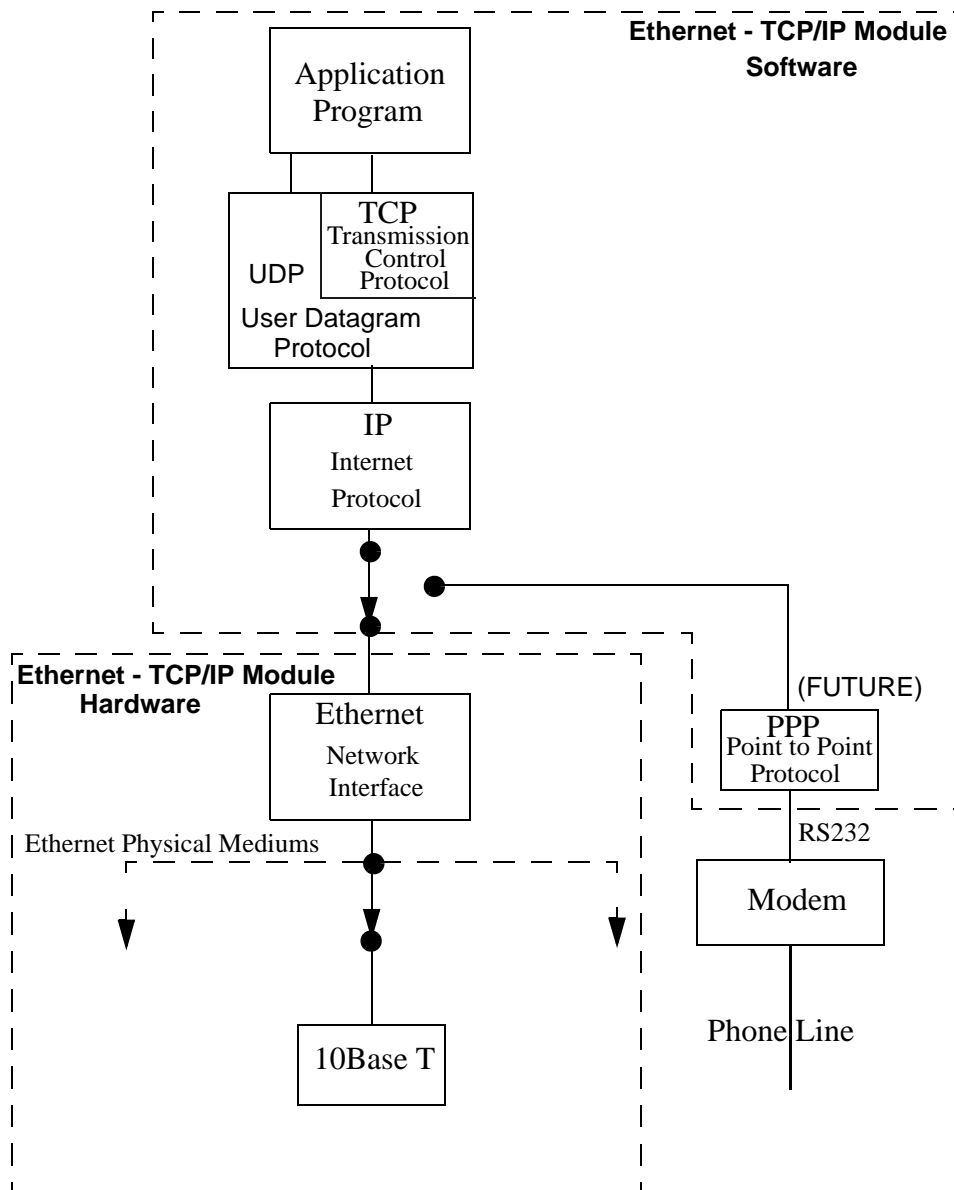 Ethernet - TCP/IP Module
Software
Application
Program
TCP
Transmission
Control
Protocol
UDP
User Datagram
Protocol
IP
Internet
Protocol
Ethernet - TCP/IP Module
Hardware
Ethernet
Network
Interface
(FUTURE)
PPP
Point to Point
Protocol
RS232
Ethernet Physical Mediums
Modem
10Base T
Phone Line